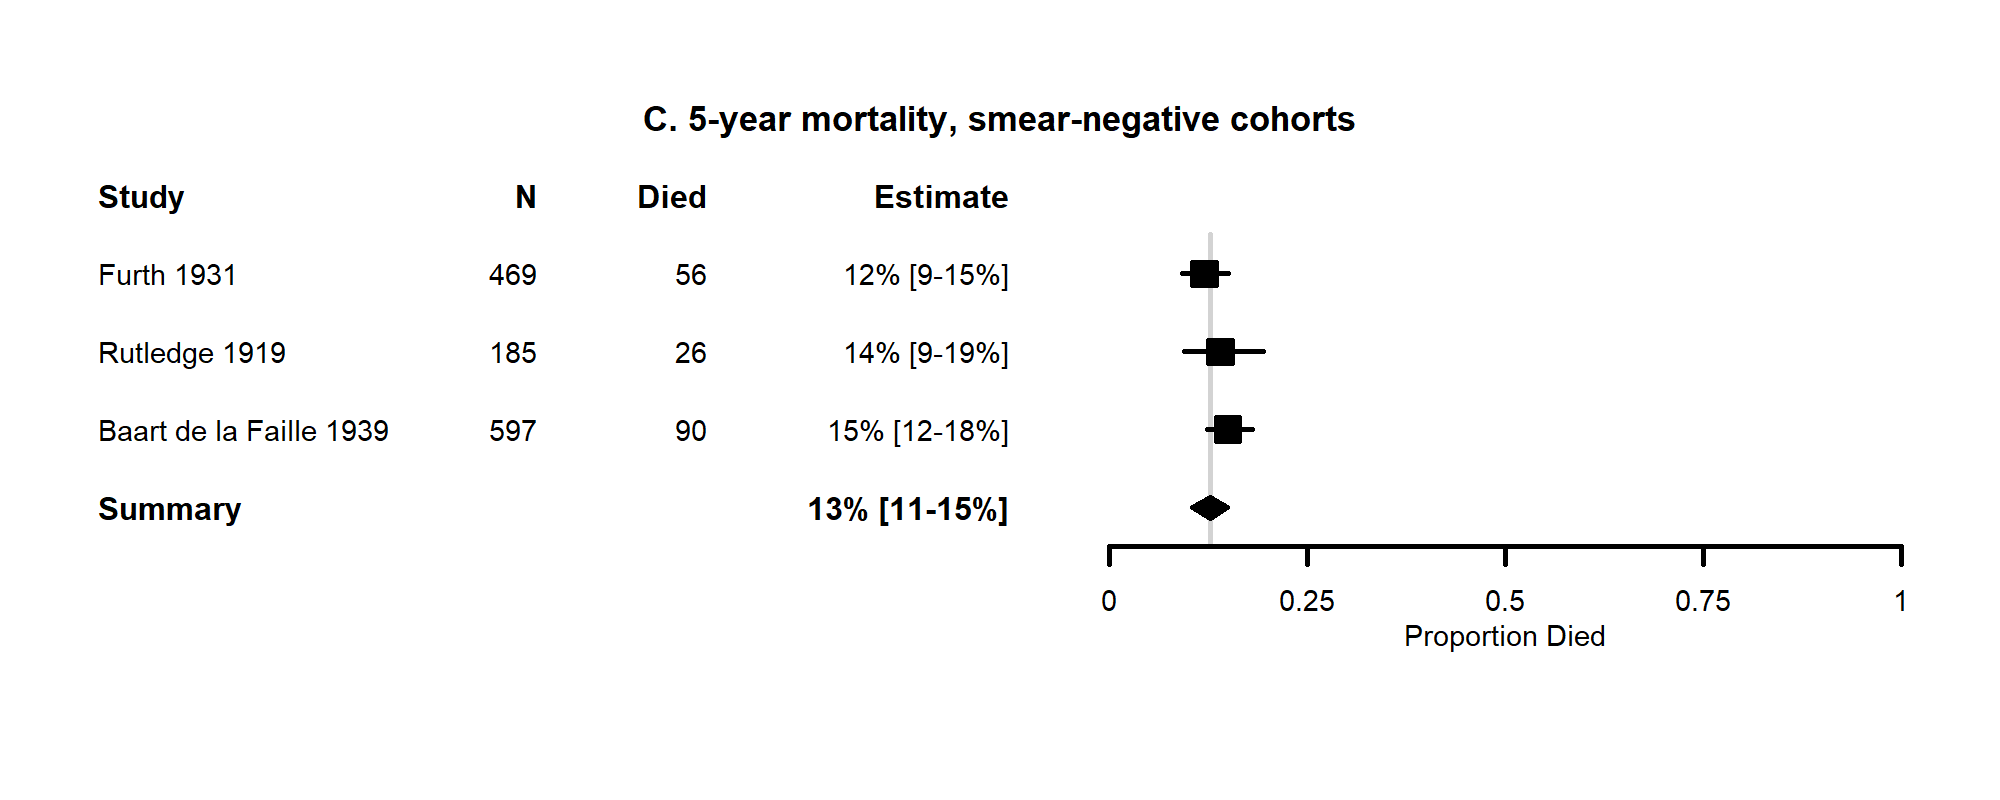 C. 5-year mortality, smear-negative cohorts
Study N Died Estimate
Furth 1931 469 56 12% [9-15%]
Rutledge 1919 185 26 14% [9-19%]
Baart de la Faille 1939 597 90 15% [12-18%]
Summary 13% [11-15%]
0 0.25 0.5 0.75 1
Proportion Died